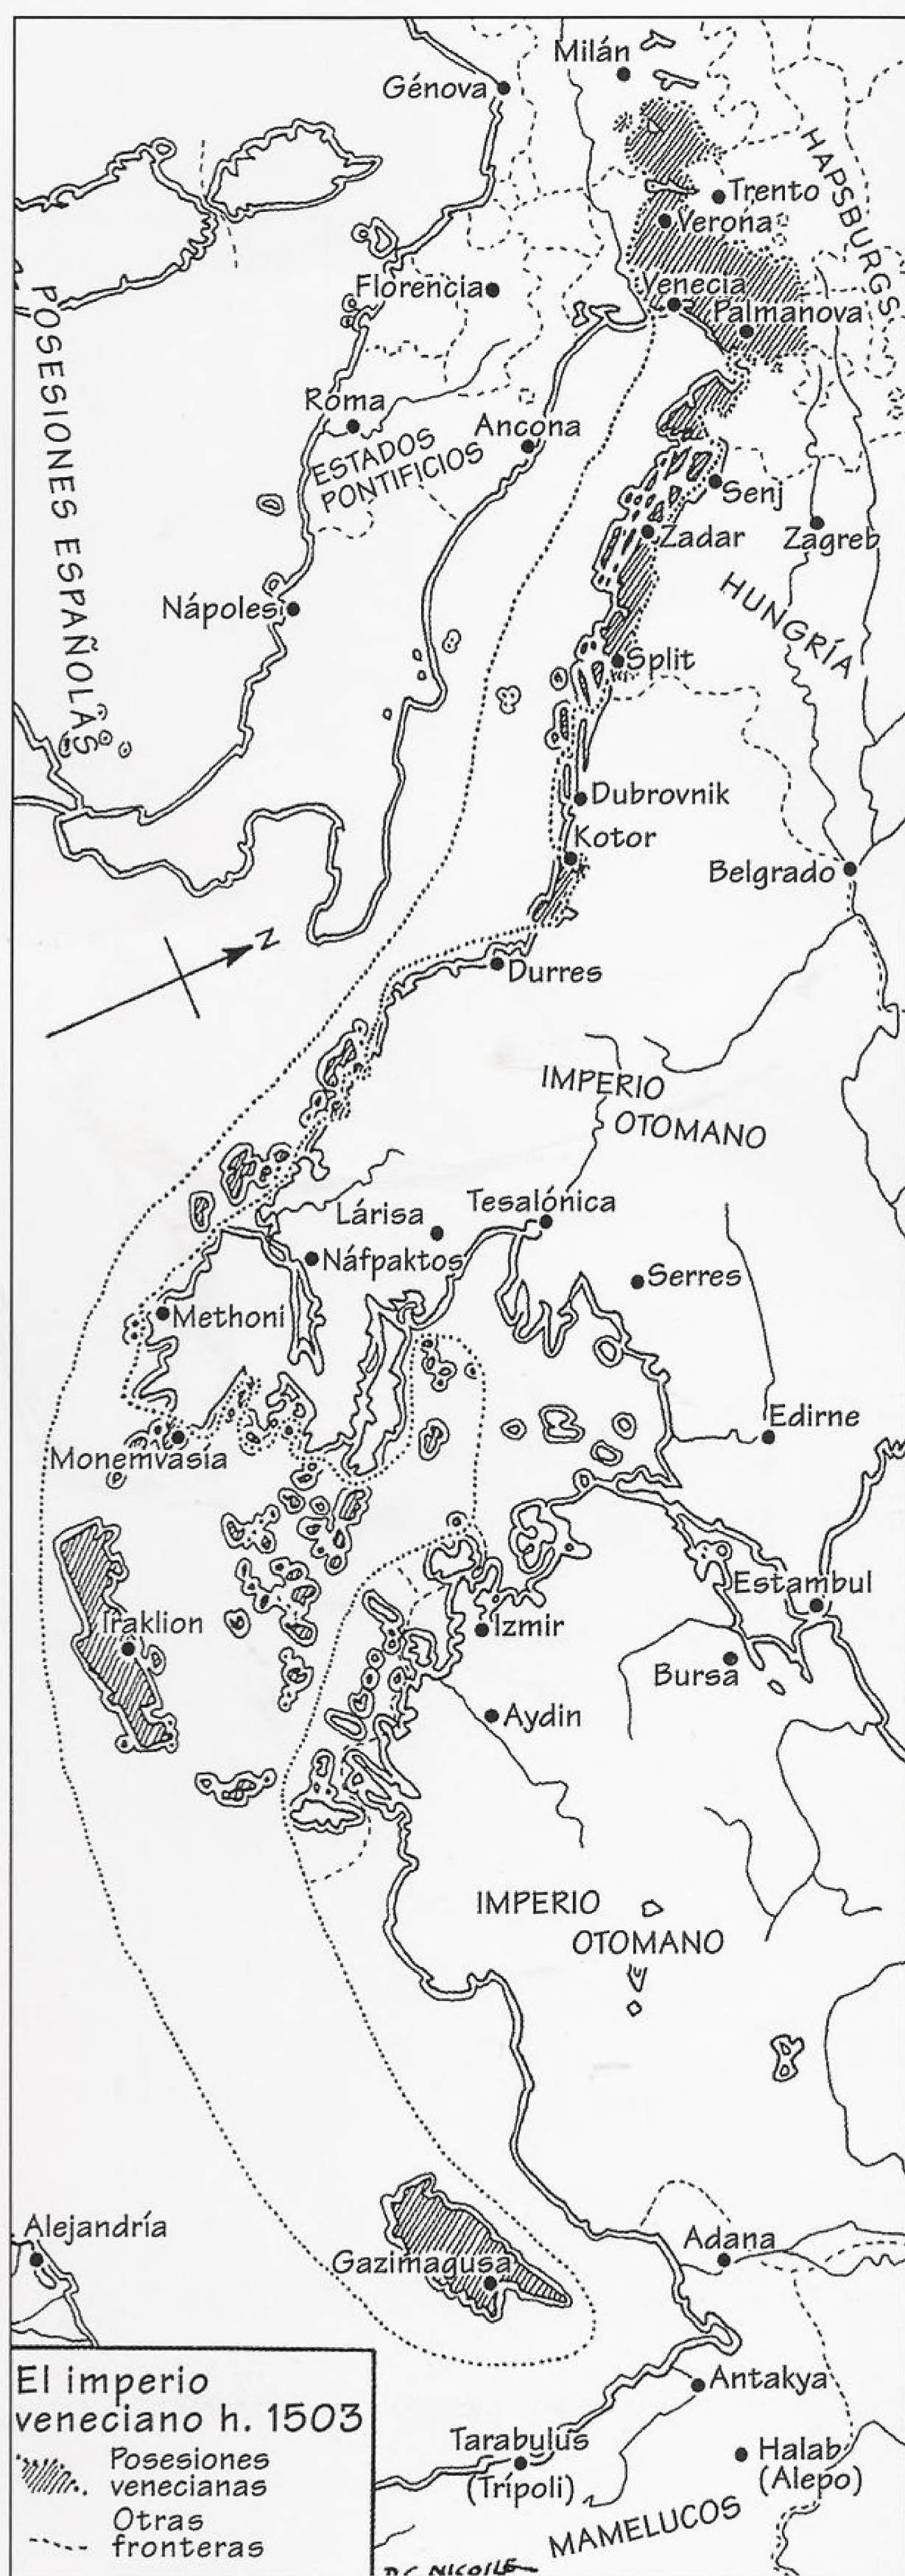 Milán
Génova
HAPSBURGS
Trento
Verona
Florencia
Venecia
Palmanova
POSESIONES ESPAÑOLAS
Roma
Ancona
ESTADOS
PONTIFICIOS
Senj
Zadar
Zagreb
HUNGRÍA
Nápoles
Split
Dubrovnik
Kotor
Belgrado
N
Durres
IMPERIO
OTOMANO
Lárisa
Tesalónica
Náfpaktos
Serres
Methoni
Edirne
Monemvasía
Estambul
Iraklion
Izmir
Bursa
Aydin
IMPERIO
OTOMANO
Alejandría
Adana
Gazimagusa
El imperio
veneciano h. 1503
Posesiones
venecianas
Otras
fronteras
Antakya
Tarabulus
(Trípoli)
Halab
(Alepo)
MAMELUCOS
D.C. NICOLLE